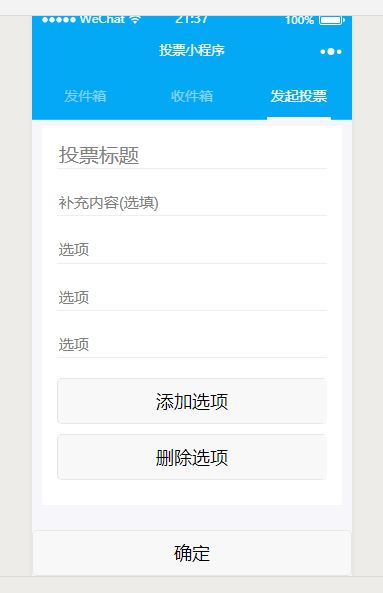 WeChat 21:37 100%
投票小程序
发件箱 收件箱 发起投票
投票标题
补充内容(选填)
选项
选项
选项
添加选项
删除选项
确定